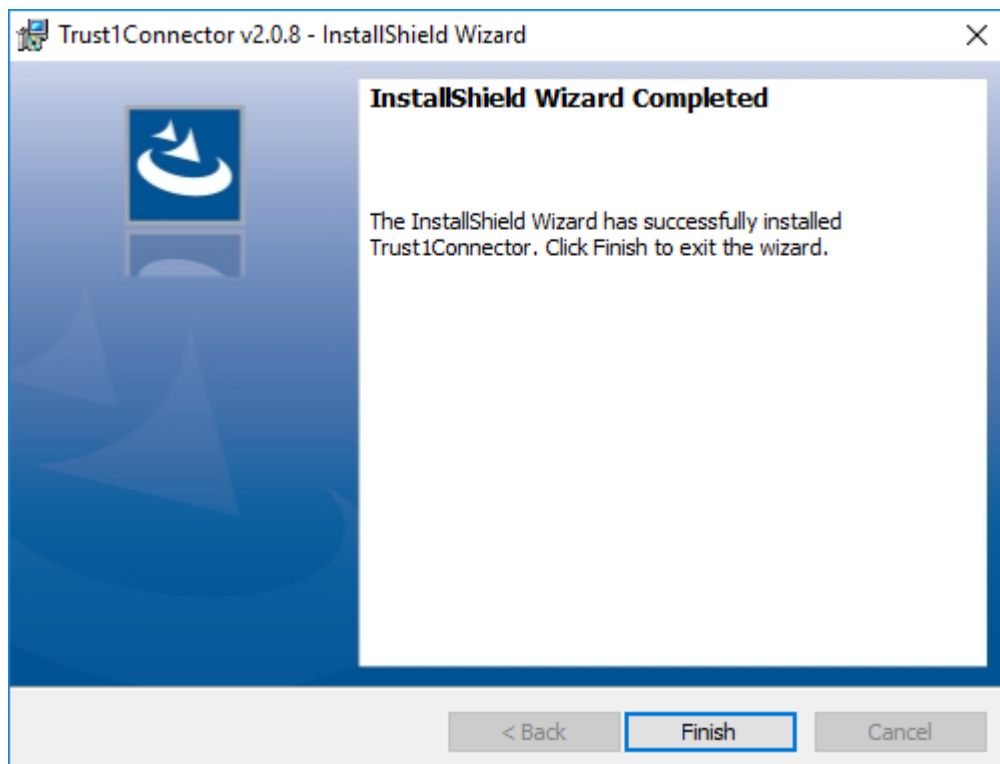 Trust1Connector v2.0.8 - InstallShield Wizard
InstallShield Wizard Completed
The InstallShield Wizard has successfully installed
Trust1Connector. Click Finish to exit the wizard.
< Back
Finish
Cancel